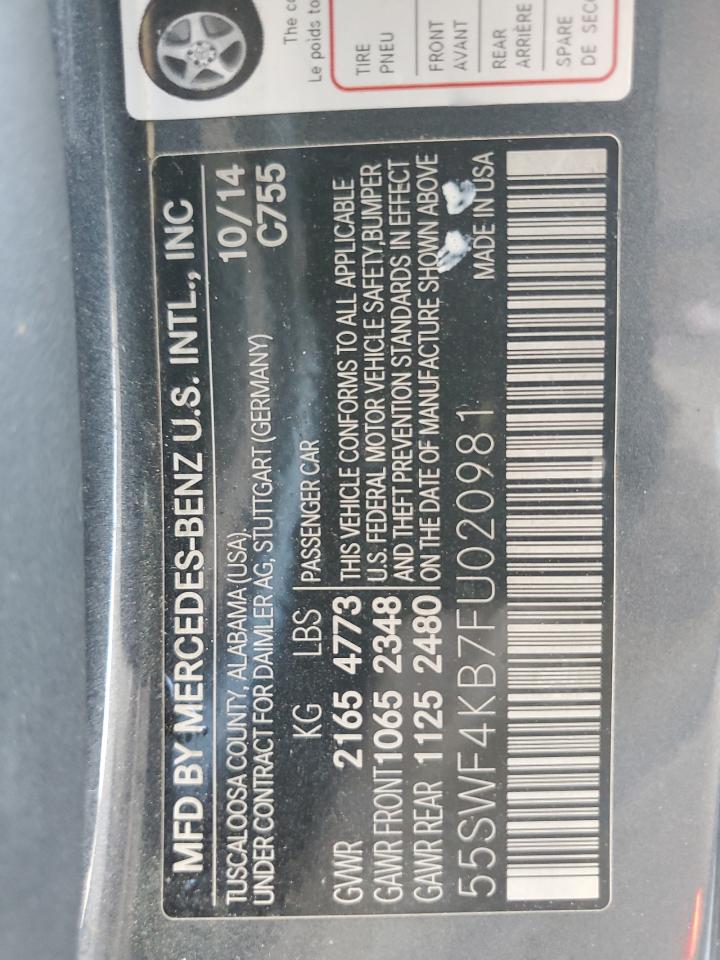 The co
Le poids to
TIRE
PNEU
FRONT
AVANT
REAR
ARRIÈRE
SPARE
DE SECO
MFD BY MERCEDES-BENZ U.S. INTL., INC
TUSCALOOSA COUNTY, ALABAMA (USA) 10/14
UNDER CONTRACT FOR DAIMLER AG, STUTTGART (GERMANY) C755
KG LBS PASSENGER CAR
GVWR 2165 4773 THIS VEHICLE CONFORMS TO ALL APPLICABLE
GAWR FRONT 1065 2348 U.S. FEDERAL MOTOR VEHICLE SAFETY, BUMPER
AND THEFT PREVENTION STANDARDS IN EFFECT
GAWR REAR 1125 2480 ON THE DATE OF MANUFACTURE SHOWN ABOVE
55SWF4KB7FU020981 MADE IN USA